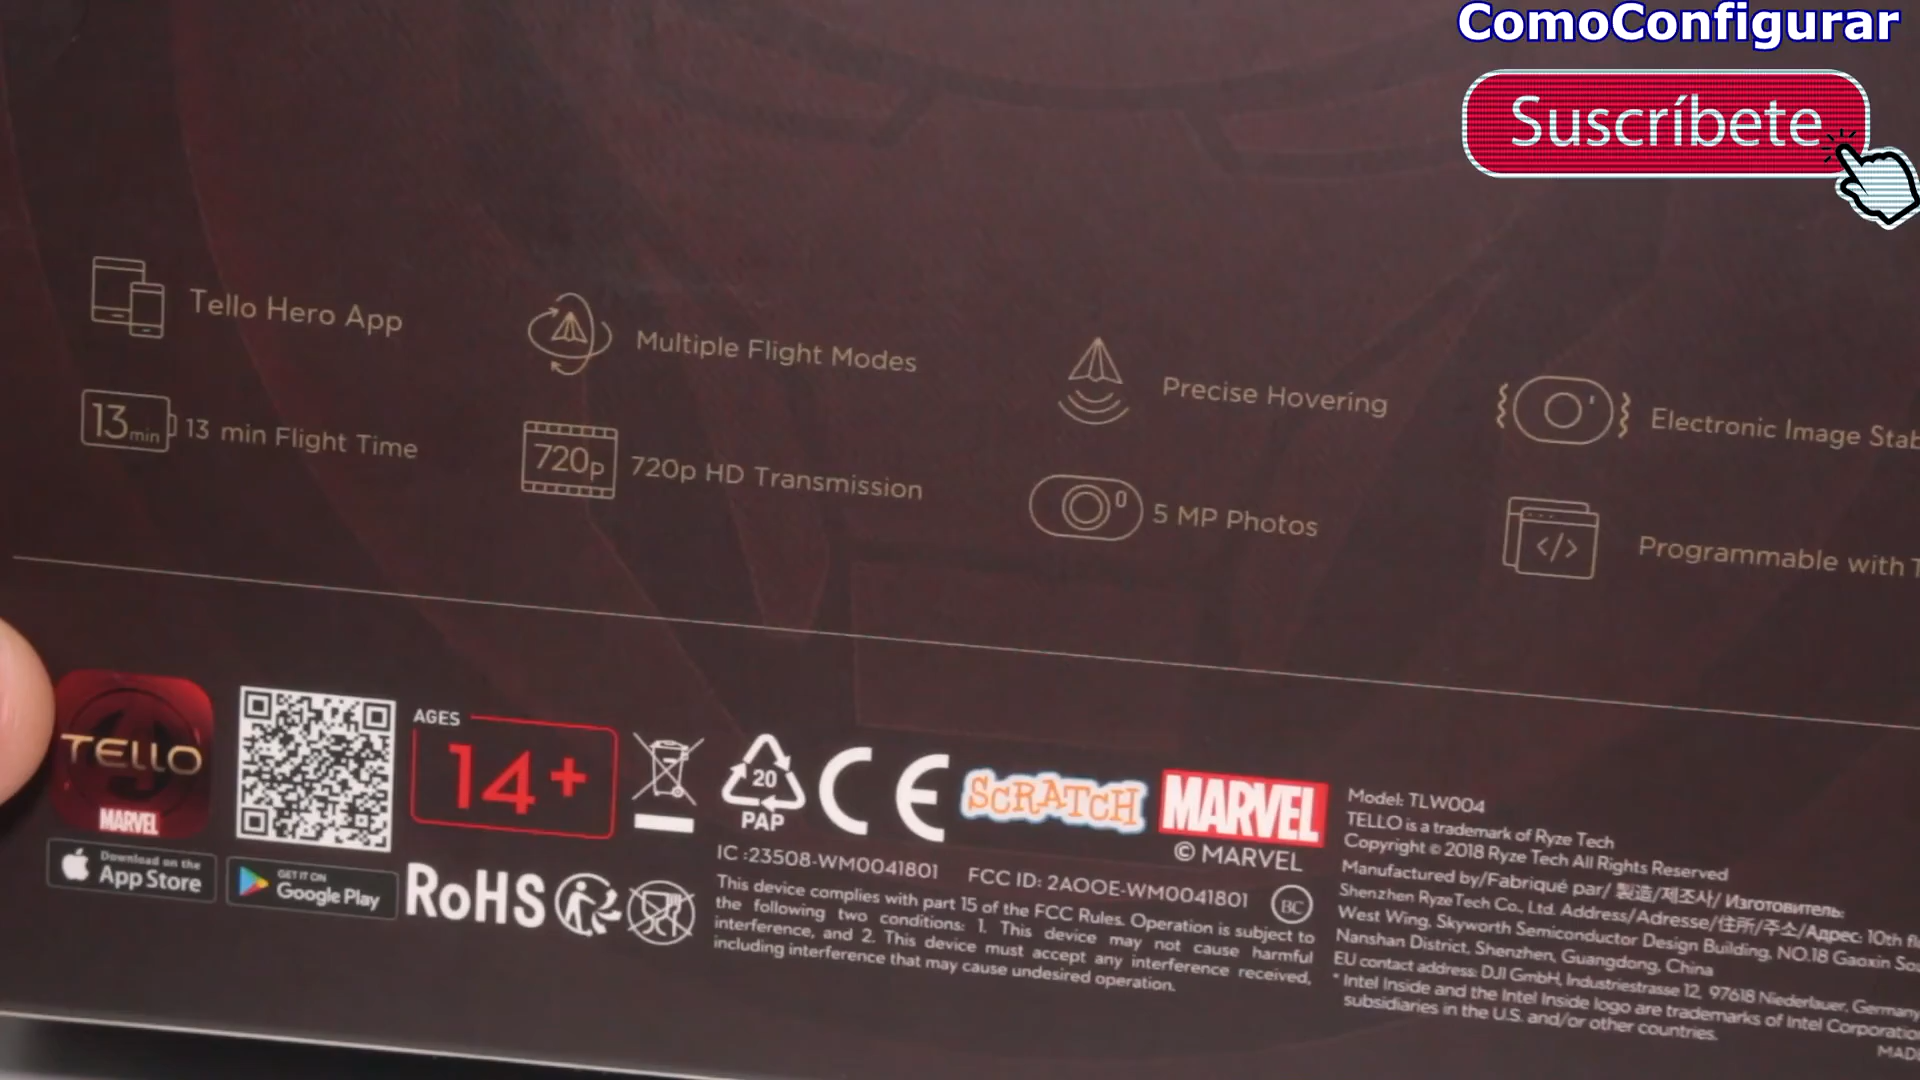 ComoConfigurar
Suscríbete
Tello Hero App
Multiple Flight Modes
Precise Hovering
Electronic Image
13 min
13 min Flight Time
720p
720p HD Transmission
5 MP Photos
</>
Programmable with
TELLO
MARVEL
AGES
14+
20
PAP
CE
SCRATCH
MARVEL
© MARVEL
Download on the
App Store
GET IT ON
Google Play
RoHS
IC :23508-WM0041801
FCC ID: 2AOOE-WM0041801
BC
This device complies with part 15 of the FCC Rules. Operation is subject to
the following two conditions: 1. This device may not cause harmful
interference, and 2. This device must accept any interference received,
including interference that may cause undesired operation.
Model: TLW004
TELLO is a trademark of Ryze Tech
Copyright © 2018 Ryze Tech All Rights Reserved
Manufactured by/Fabriqué par/ 製造/제조사/ Изготовитель:
Shenzhen RyzeTech Co., Ltd. Address/Adresse/住所/주소/Адрес: 10th
West Wing, Skyworth Semiconductor Design Building, NO.18 Gaoxin
Nanshan District, Shenzhen, Guangdong, China
EU contact address: DJI GmbH, Industriestrasse 12, 97618 Niederlauer, Germany
* Intel Inside and the Intel Inside logo are trademarks of Intel
subsidiaries in the U.S. and/or other countries.